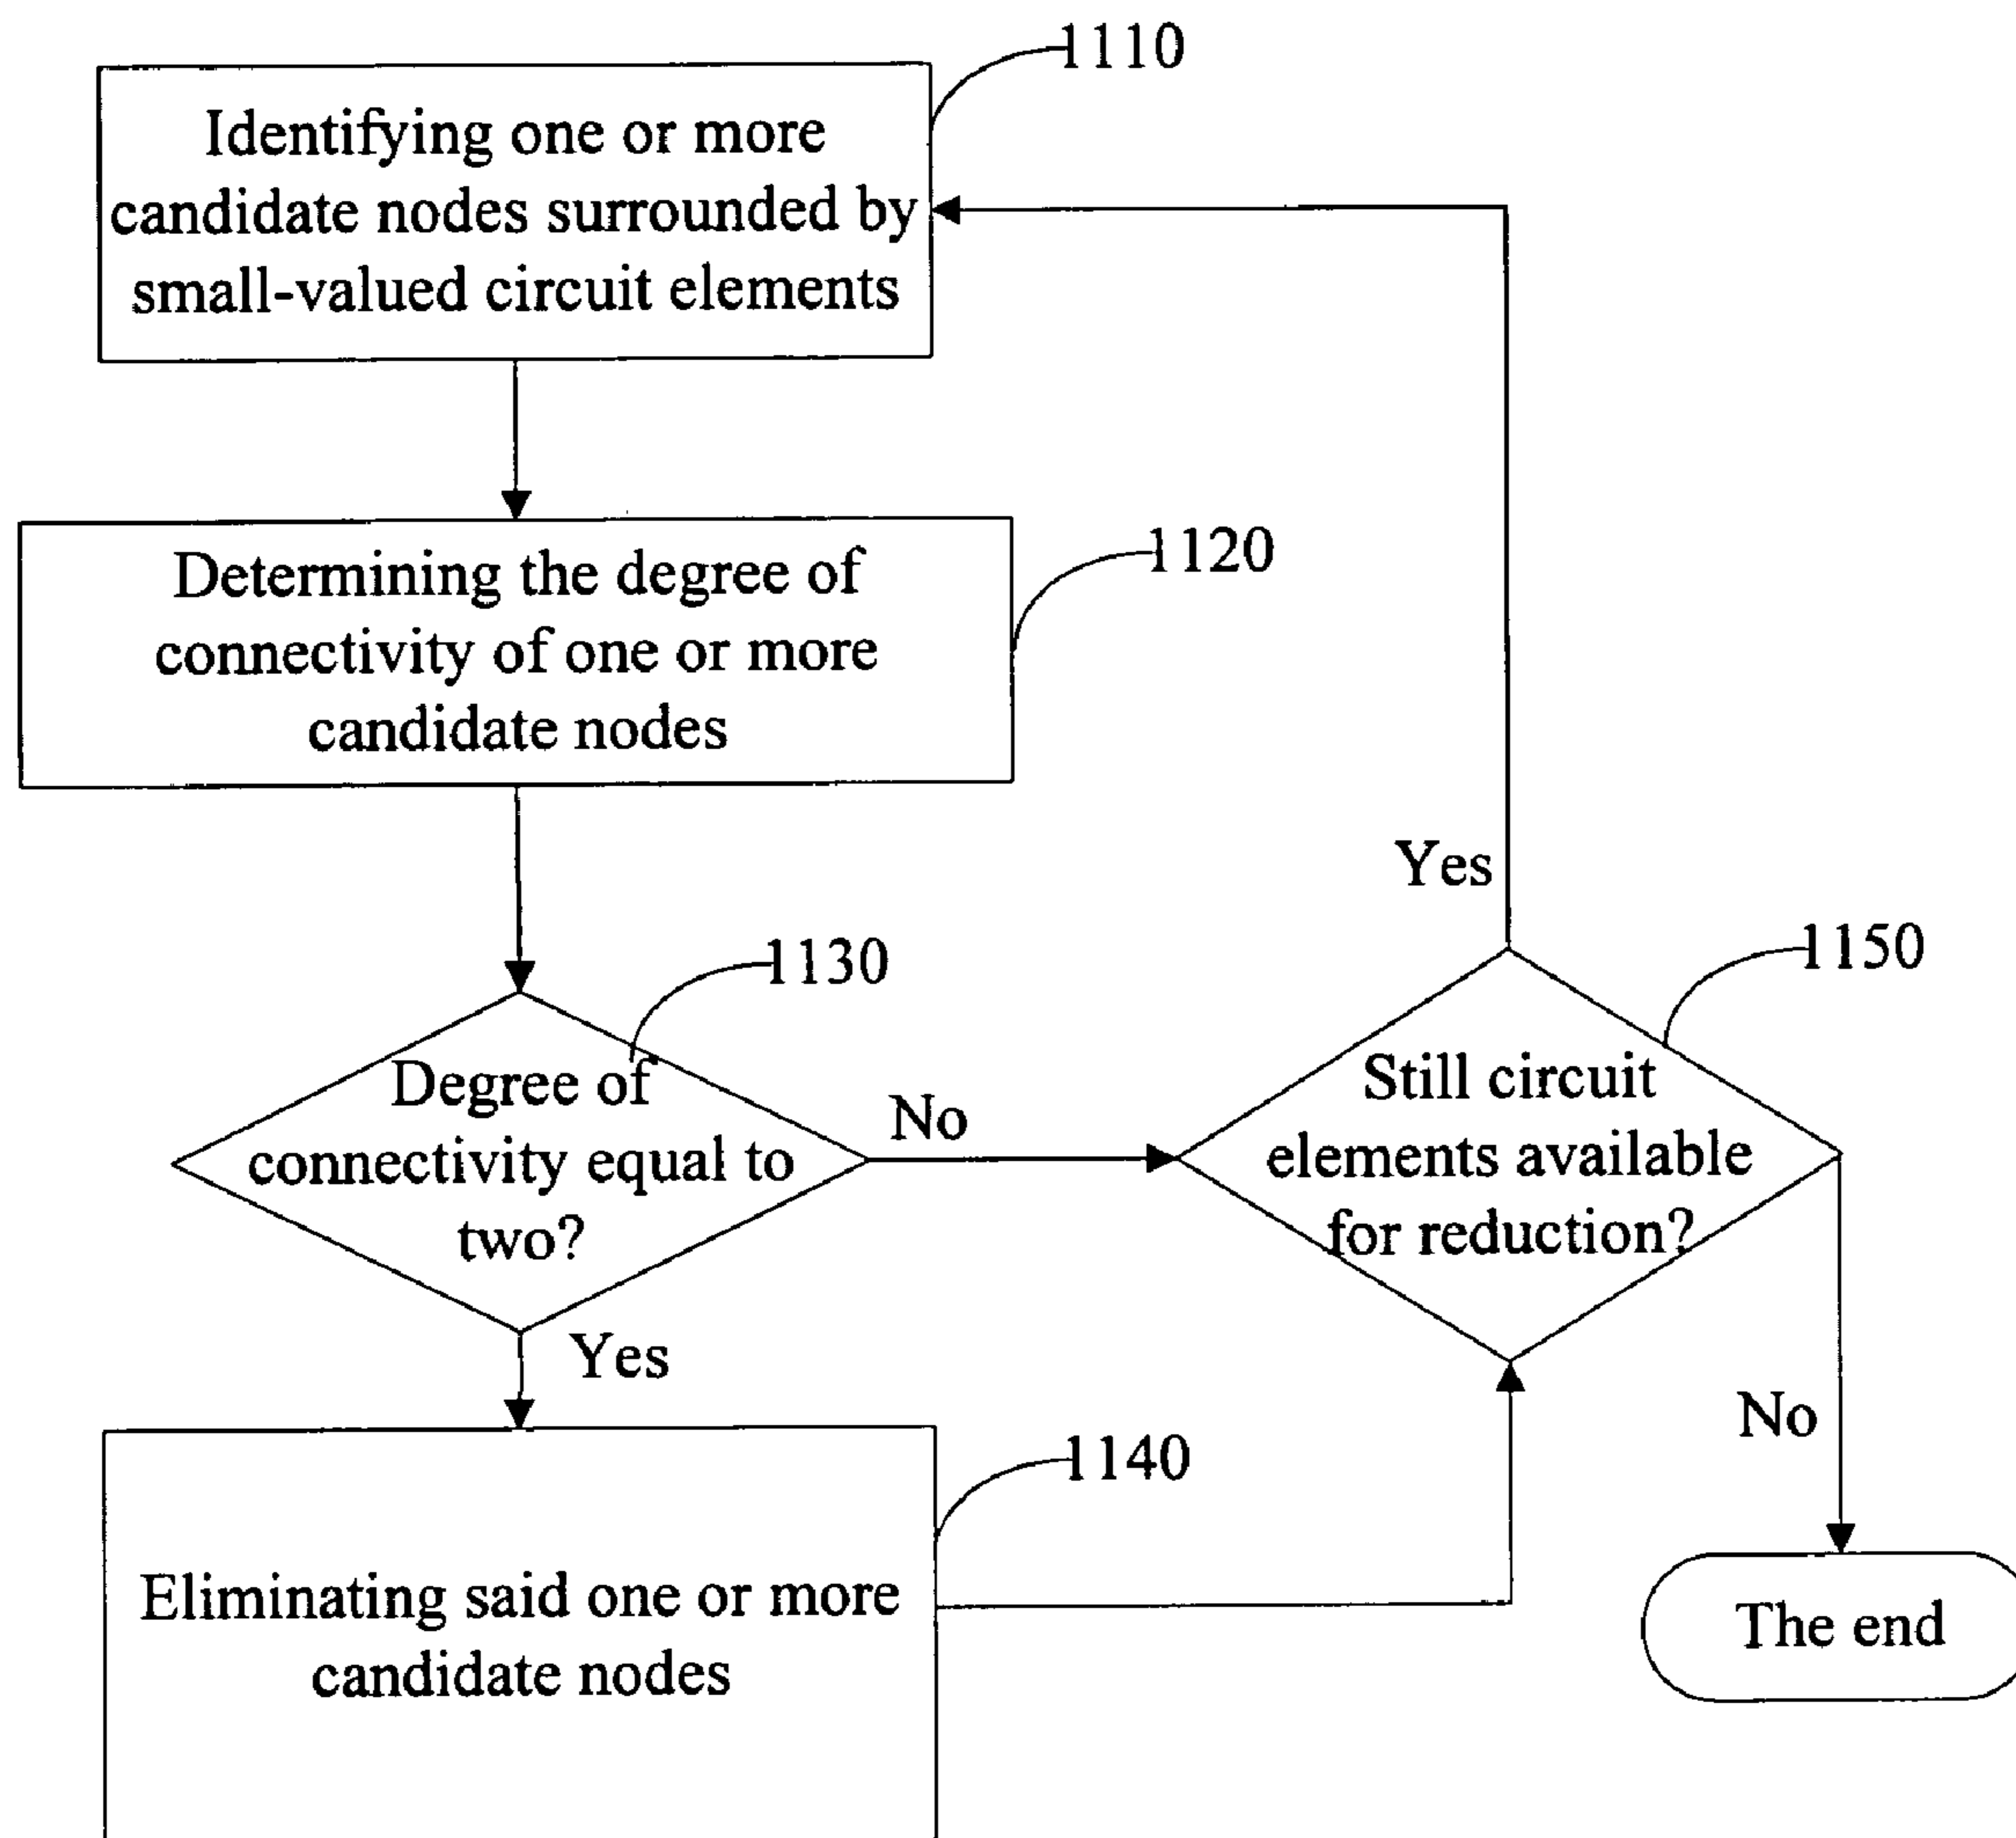 1110
Identifying one or more
candidate nodes surrounded by
small-valued circuit elements
1120
Determining the degree of
connectivity of one or more
candidate nodes
Yes
1130
1150
Degree of
connectivity equal to
two?
No
Still circuit
elements available
for reduction?
Yes
No
1140
Eliminating said one or more
candidate nodes
The end